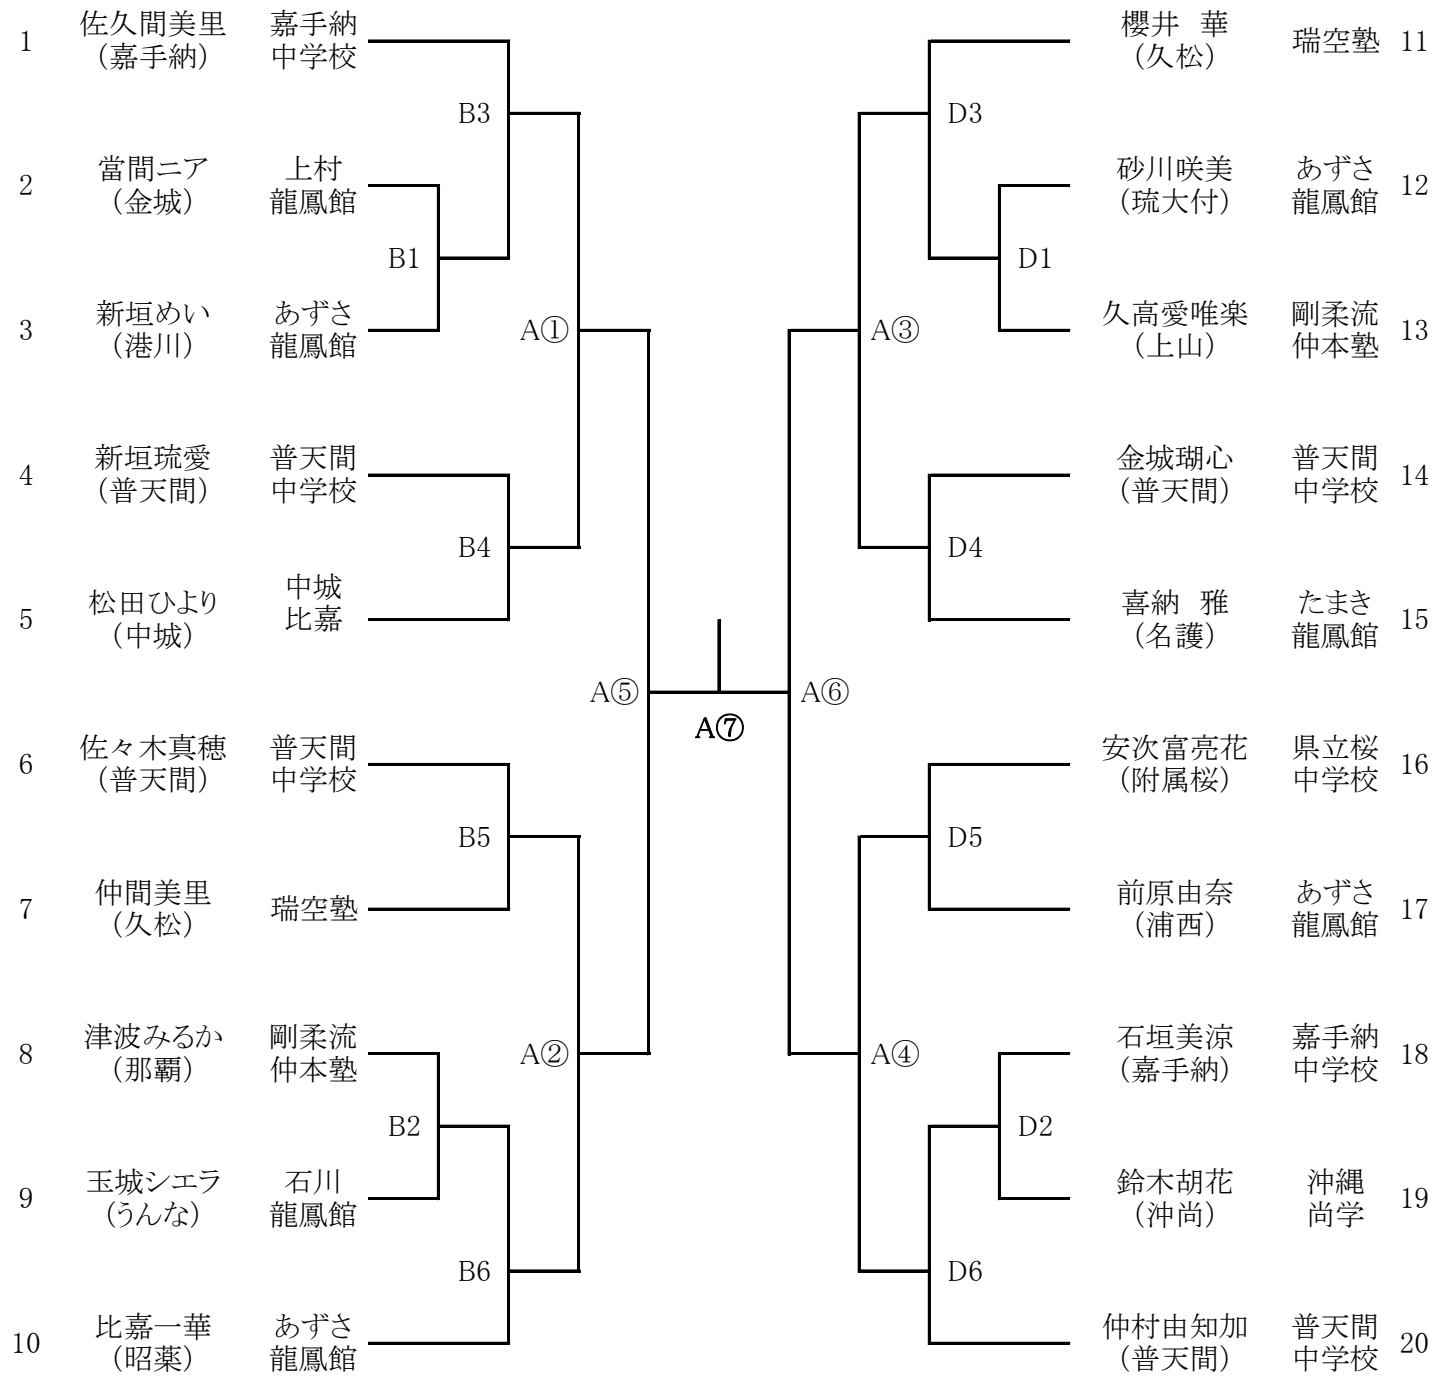 1
佐久間美里
(嘉手納)
嘉手納
中学校
2
當間ニア
(金城)
上村
龍鳳館
3
新垣めい
(港川)
あずさ
龍鳳館
4
新垣琉愛
(普天間)
普天間
中学校
5
松田ひより
(中城)
中城
比嘉
6
佐々木真穂
(普天間)
普天間
中学校
7
仲間美里
(久松)
瑞空塾
8
津波みるか
(那覇)
剛柔流
仲本塾
9
玉城シエラ
(うんな)
石川
龍鳳館
10
比嘉一華
(昭薬)
あずさ
龍鳳館
B3
B1
A①
B4
A⑤
B5
A②
B2
B6
A⑦
D3
D1
A③
D4
A⑥
D5
A④
D2
D6
櫻井 華
(久松)
瑞空塾
11
砂川咲美
(琉大付)
あずさ
龍鳳館
12
久高愛唯楽
(上山)
剛柔流
仲本塾
13
金城瑚心
(普天間)
普天間
中学校
14
喜納 雅
(名護)
たまき
龍鳳館
15
安次富亮花
(附属桜)
県立桜
中学校
16
前原由奈
(浦西)
あずさ
龍鳳館
17
石垣美涼
(嘉手納)
嘉手納
中学校
18
鈴木胡花
(沖尚)
沖縄
尚学
19
仲村由知加
(普天間)
普天間
中学校
20